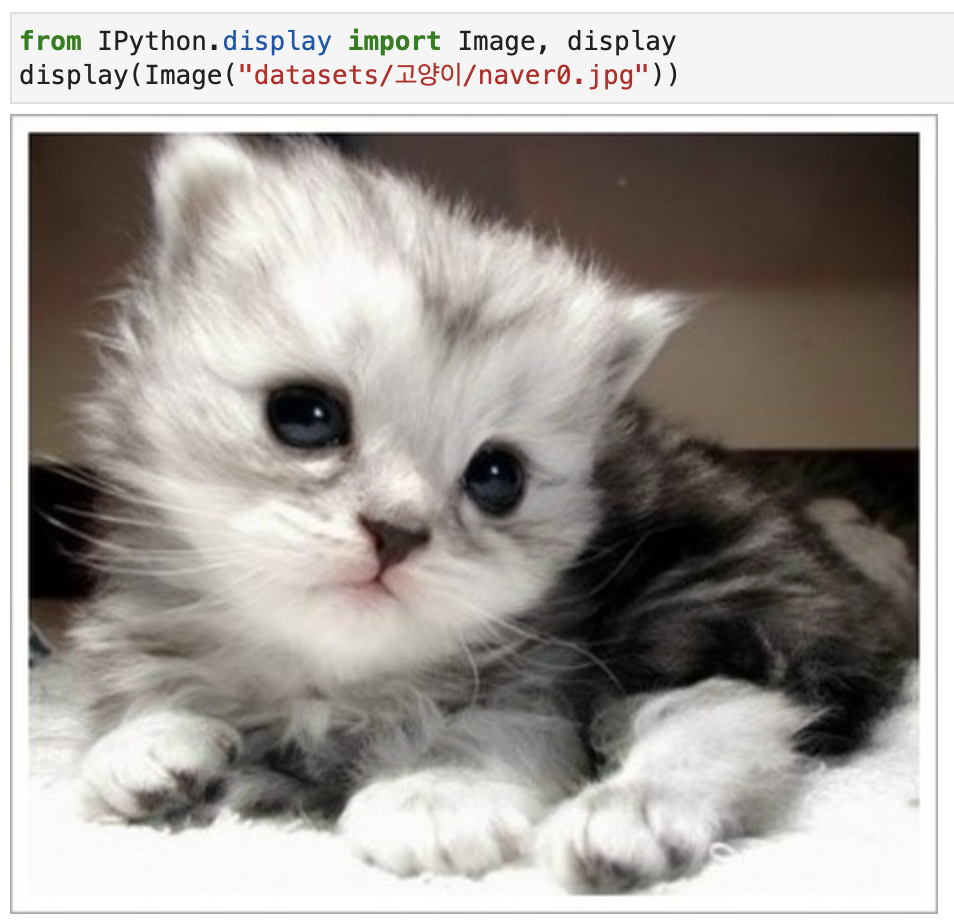 from IPython.display import Image, display
display(Image("datasets/고양이/naver0.jpg"))